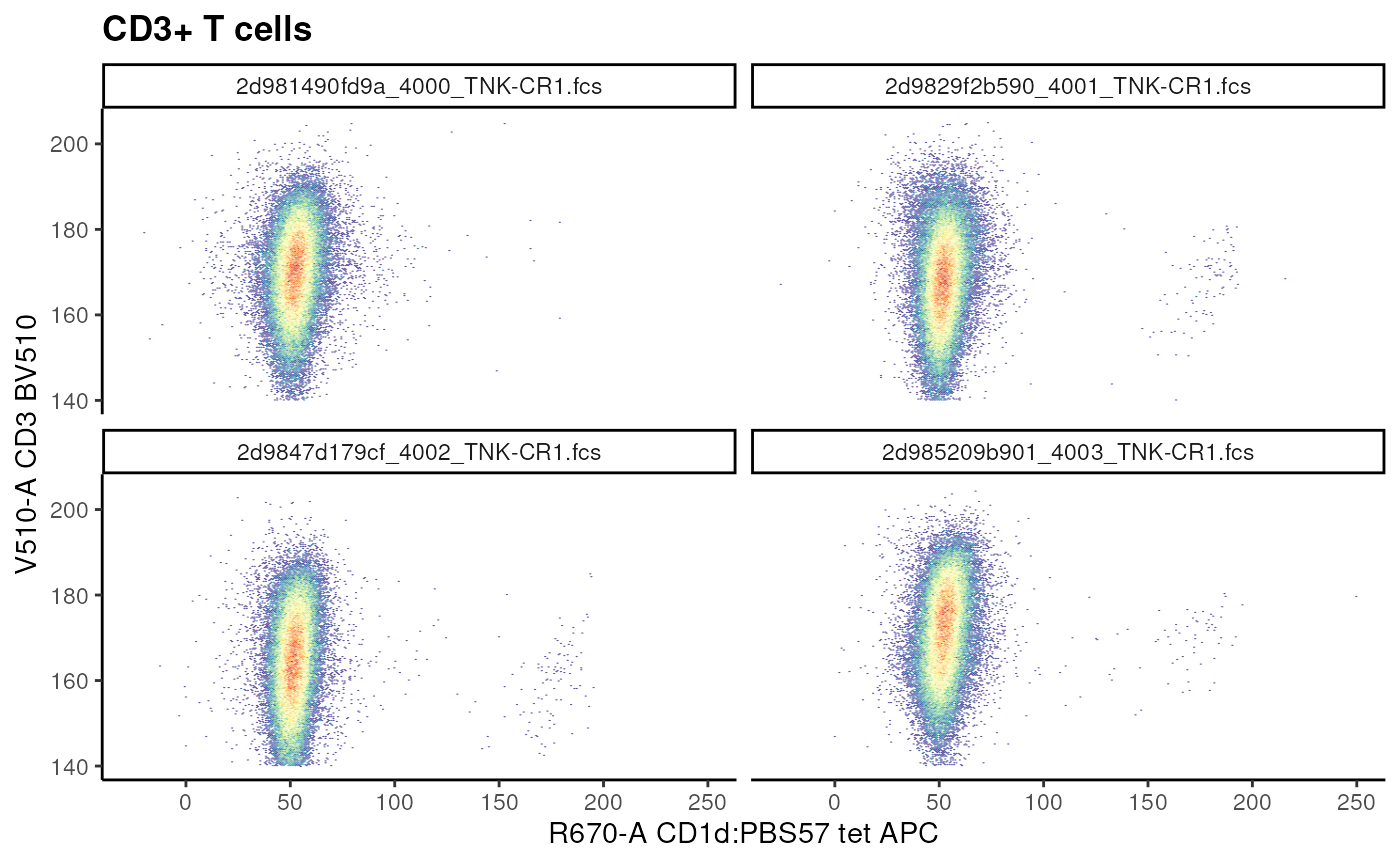 CD3+ T cells
2d981490fd9a_4000_TNK-CR1.fcs
2d9829f2b590_4001_TNK-CR1.fcs
200
180
160
140
2d9847d179cf_4002_TNK-CR1.fcs
2d985209b901_4003_TNK-CR1.fcs
200
180
160
140
0 50 100 150 200 250
0 50 100 150 200 250
R670-A CD1d:PBS57 tet APC
V510-A CD3 BV510